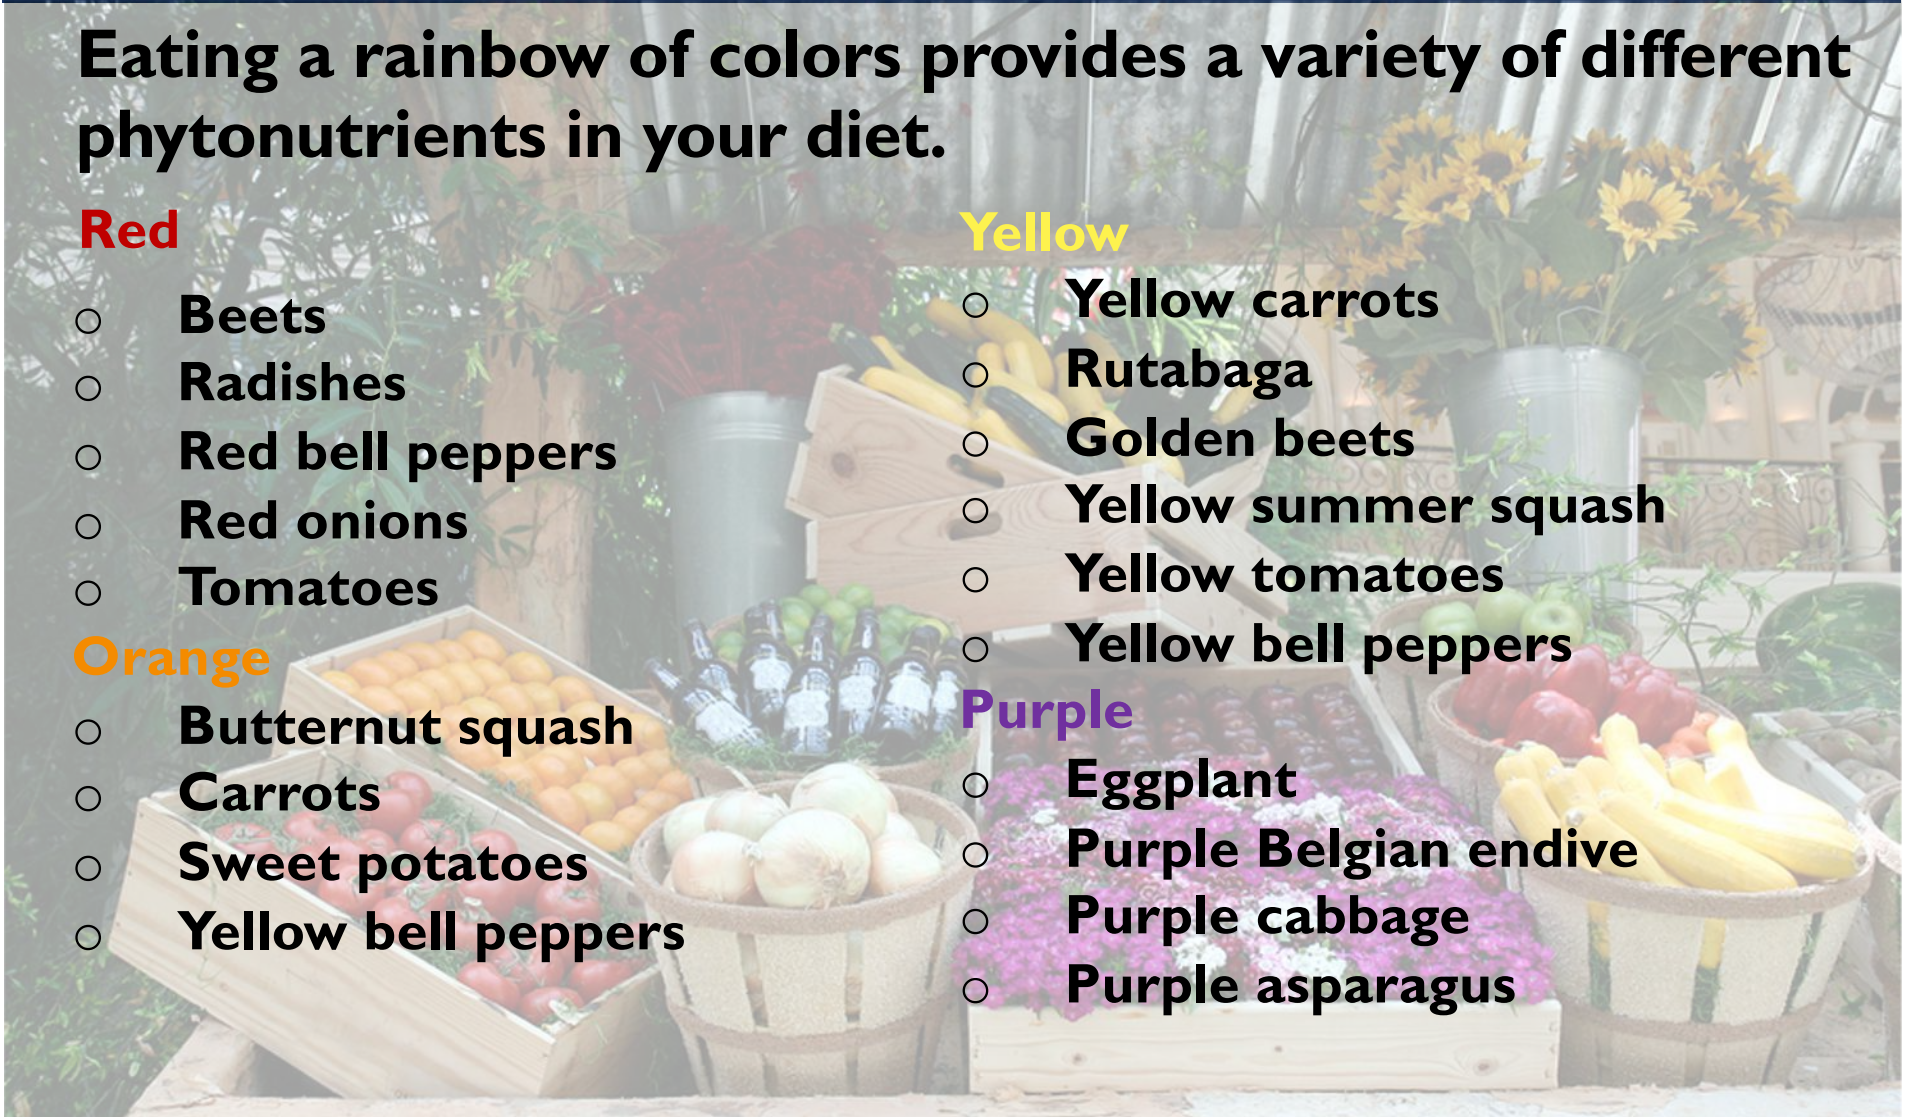 Eating a rainbow of colors provides a variety of different
phytonutrients in your diet.
Red
o Beets
o Radishes
o Red bell peppers
o Red onions
o Tomatoes
Orange
o Butternut squash
o Carrots
o Sweet potatoes
o Yellow bell peppers
Yellow
o Yellow carrots
o Rutabaga
o Golden beets
o Yellow summer squash
o Yellow tomatoes
o Yellow bell peppers
Purple
o Eggplant
o Purple Belgian endive
o Purple cabbage
o Purple asparagus